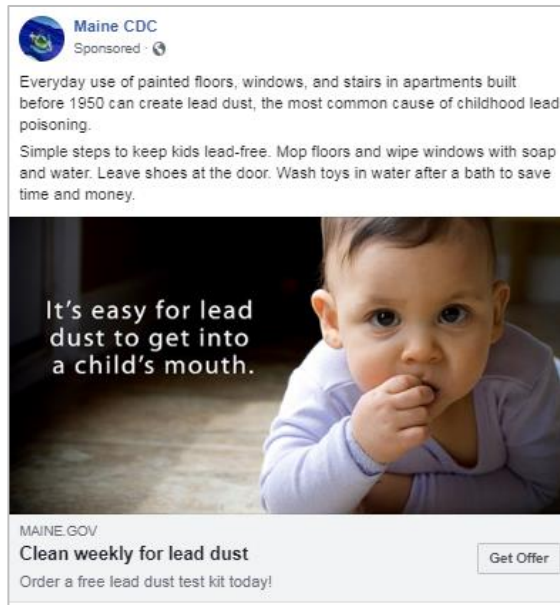 Maine CDC
Sponsored ·
Everyday use of painted floors, windows, and stairs in apartments built
before 1950 can create lead dust, the most common cause of childhood lead
poisoning.
Simple steps to keep kids lead-free. Mop floors and wipe windows with soap
and water. Leave shoes at the door. Wash toys in water after a bath to save
time and money.
It's easy for lead
dust to get into
a child's mouth.
MAINE.GOV
Clean weekly for lead dust
Get Offer
Order a free lead dust test kit today!